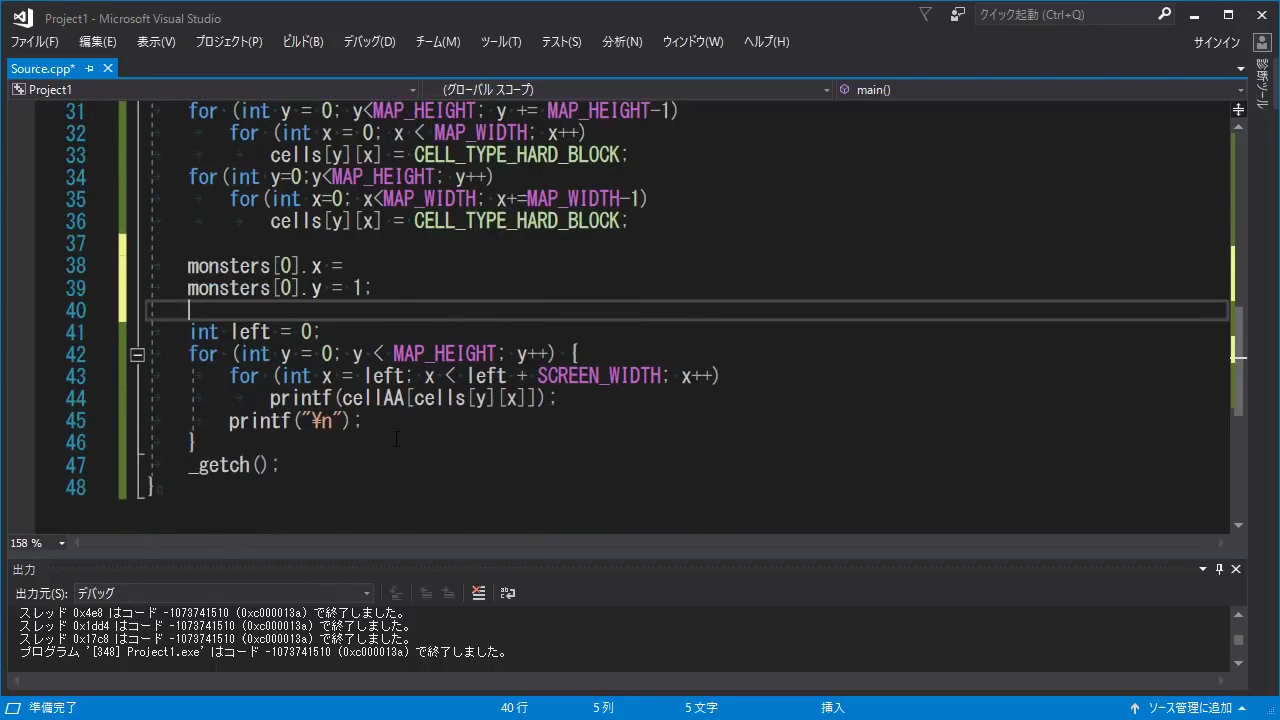 Project1 - Microsoft Visual Studio
クイック起動 (Ctrl+Q)
ファイル(F) 編集(E) 表示(V) プロジェクト(P) ビルド(B) デバッグ(D) チーム(M) ツール(T) テスト(S) 分析(N) ウィンドウ(W) ヘルプ(H)
サインイン
Source.cpp*
診断ツール
Project1 (グローバル スコープ) main()
31 for (int y = 0; y<MAP_HEIGHT; y += MAP_HEIGHT-1)
32 for (int x = 0; x < MAP_WIDTH; x++)
33 cells[y][x] = CELL_TYPE_HARD_BLOCK;
34 for(int y=0;y<MAP_HEIGHT; y++)
35 for(int x=0; x<MAP_WIDTH; x+=MAP_WIDTH-1)
36 cells[y][x] = CELL_TYPE_HARD_BLOCK;
37
38 monsters[0].x =
39 monsters[0].y = 1;
40
41 int left = 0;
42 for (int y = 0; y < MAP_HEIGHT; y++) {
43 for (int x = left; x < left + SCREEN_WIDTH; x++)
44 printf(cellAA[cells[y][x]]);
45 printf("¥n");
46 }
47 _getch();
48 }
158 %
出力
出力元(S): デバッグ
スレッド 0x4e8 はコード -1073741510 (0xc000013a) で終了しました。
スレッド 0x1dd4 はコード -1073741510 (0xc000013a) で終了しました。
スレッド 0x17c8 はコード -1073741510 (0xc000013a) で終了しました。
プログラム '[348] Project1.exe' はコード -1073741510 (0xc000013a) で終了しました。
準備完了 40 行 5 列 5 文字 挿入 ソース管理に追加